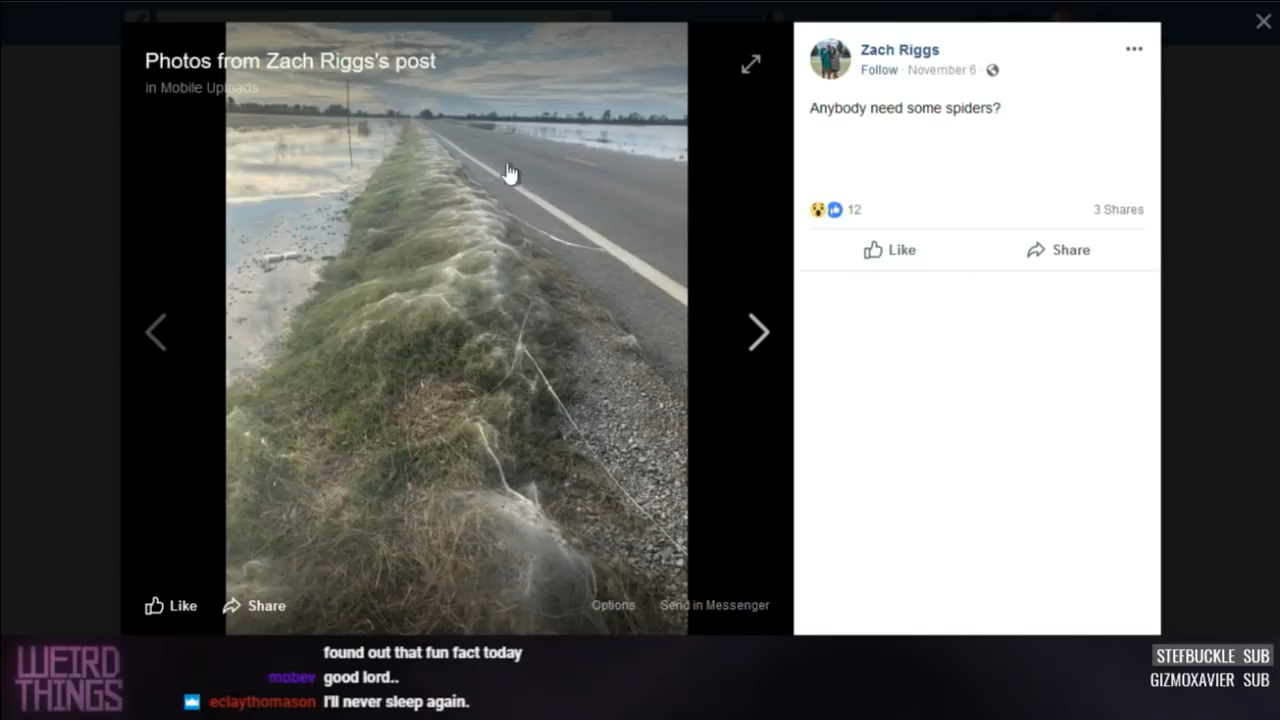 Photos from Zach Riggs's post
in Mobile Uploads
Like
Share
Options
Send in Messenger
Zach Riggs
Follow · November 6
Anybody need some spiders?
12
3 Shares
Like
Share
WEIRD
THINGS
found out that fun fact today
mobev good lord..
eclaythomason I'll never sleep again.
STEFBUCKLE SUB
GIZMOXAVIER SUB